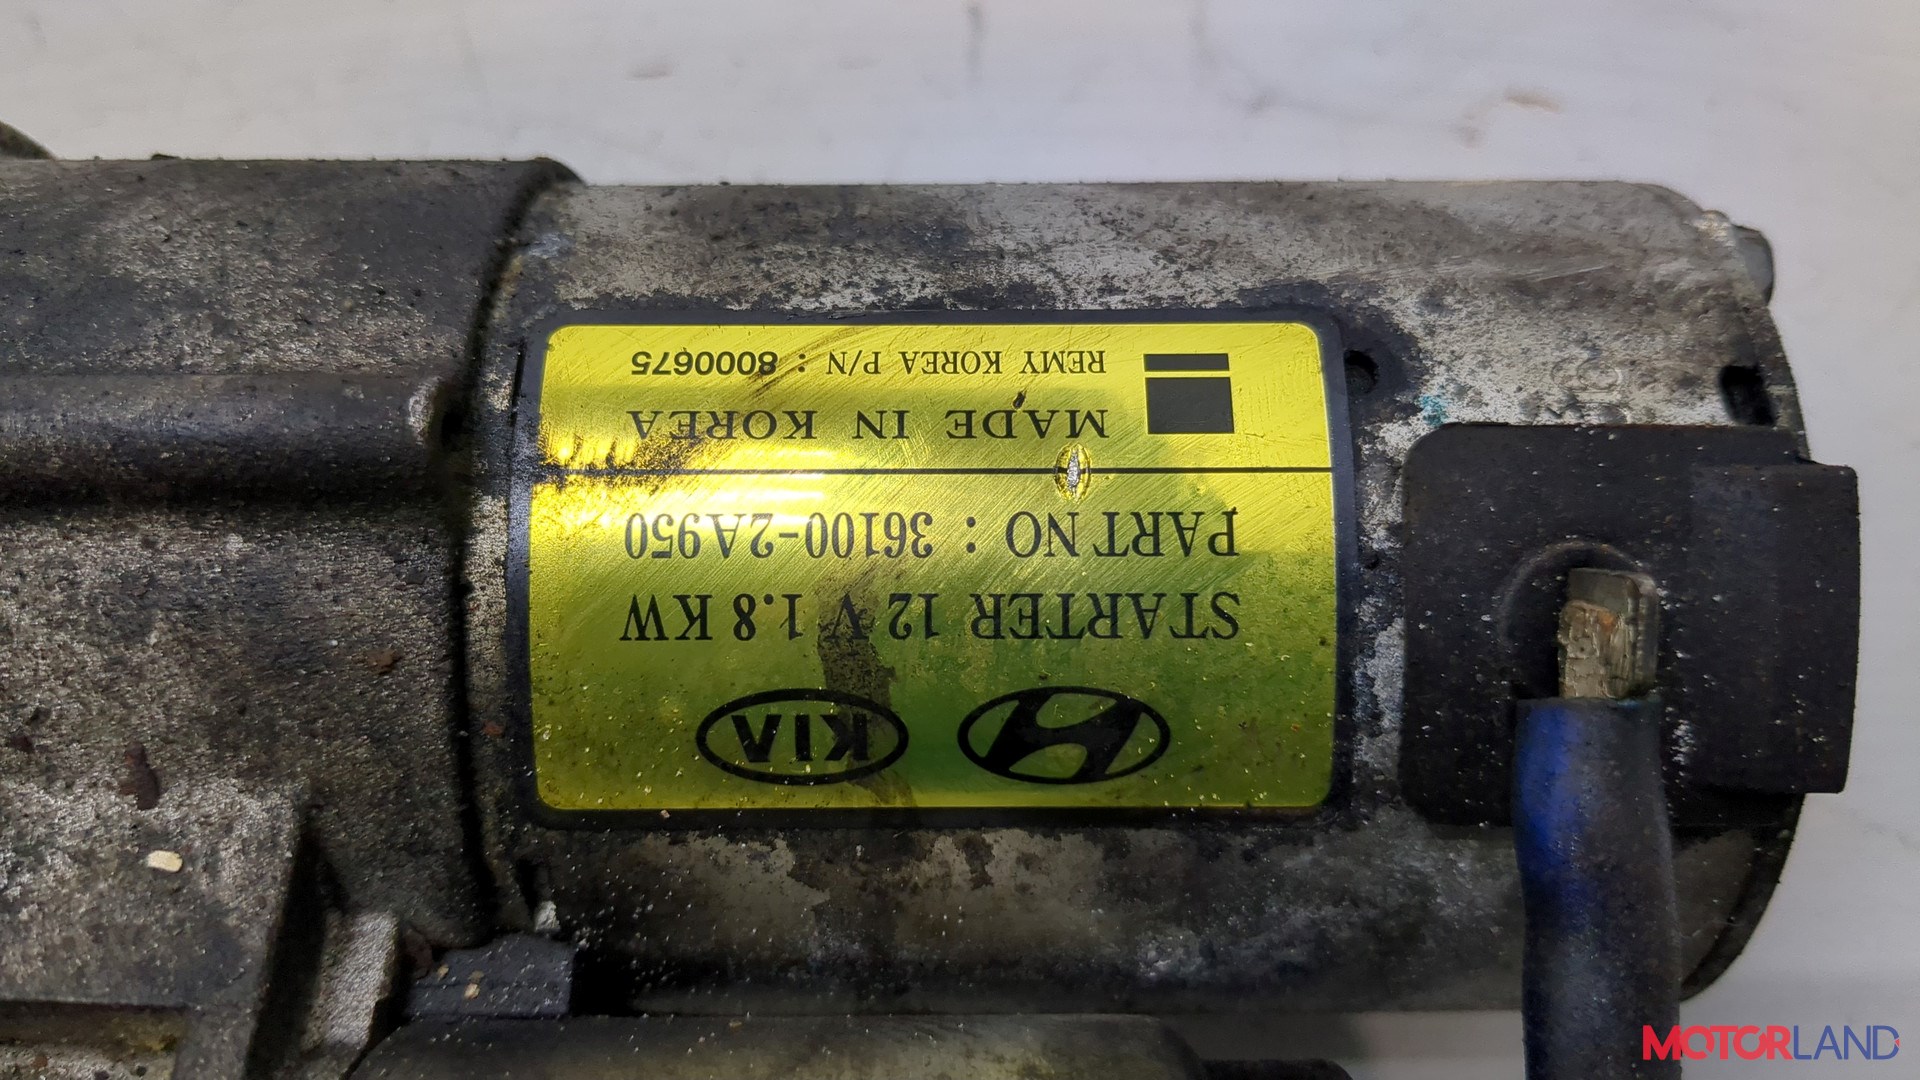 KIA
STARTER 12 V 1.8 KW
PART NO : 36100-2A950
MADE IN KOREA
REMY KOREA P/N : 8000675
MOTORLAND